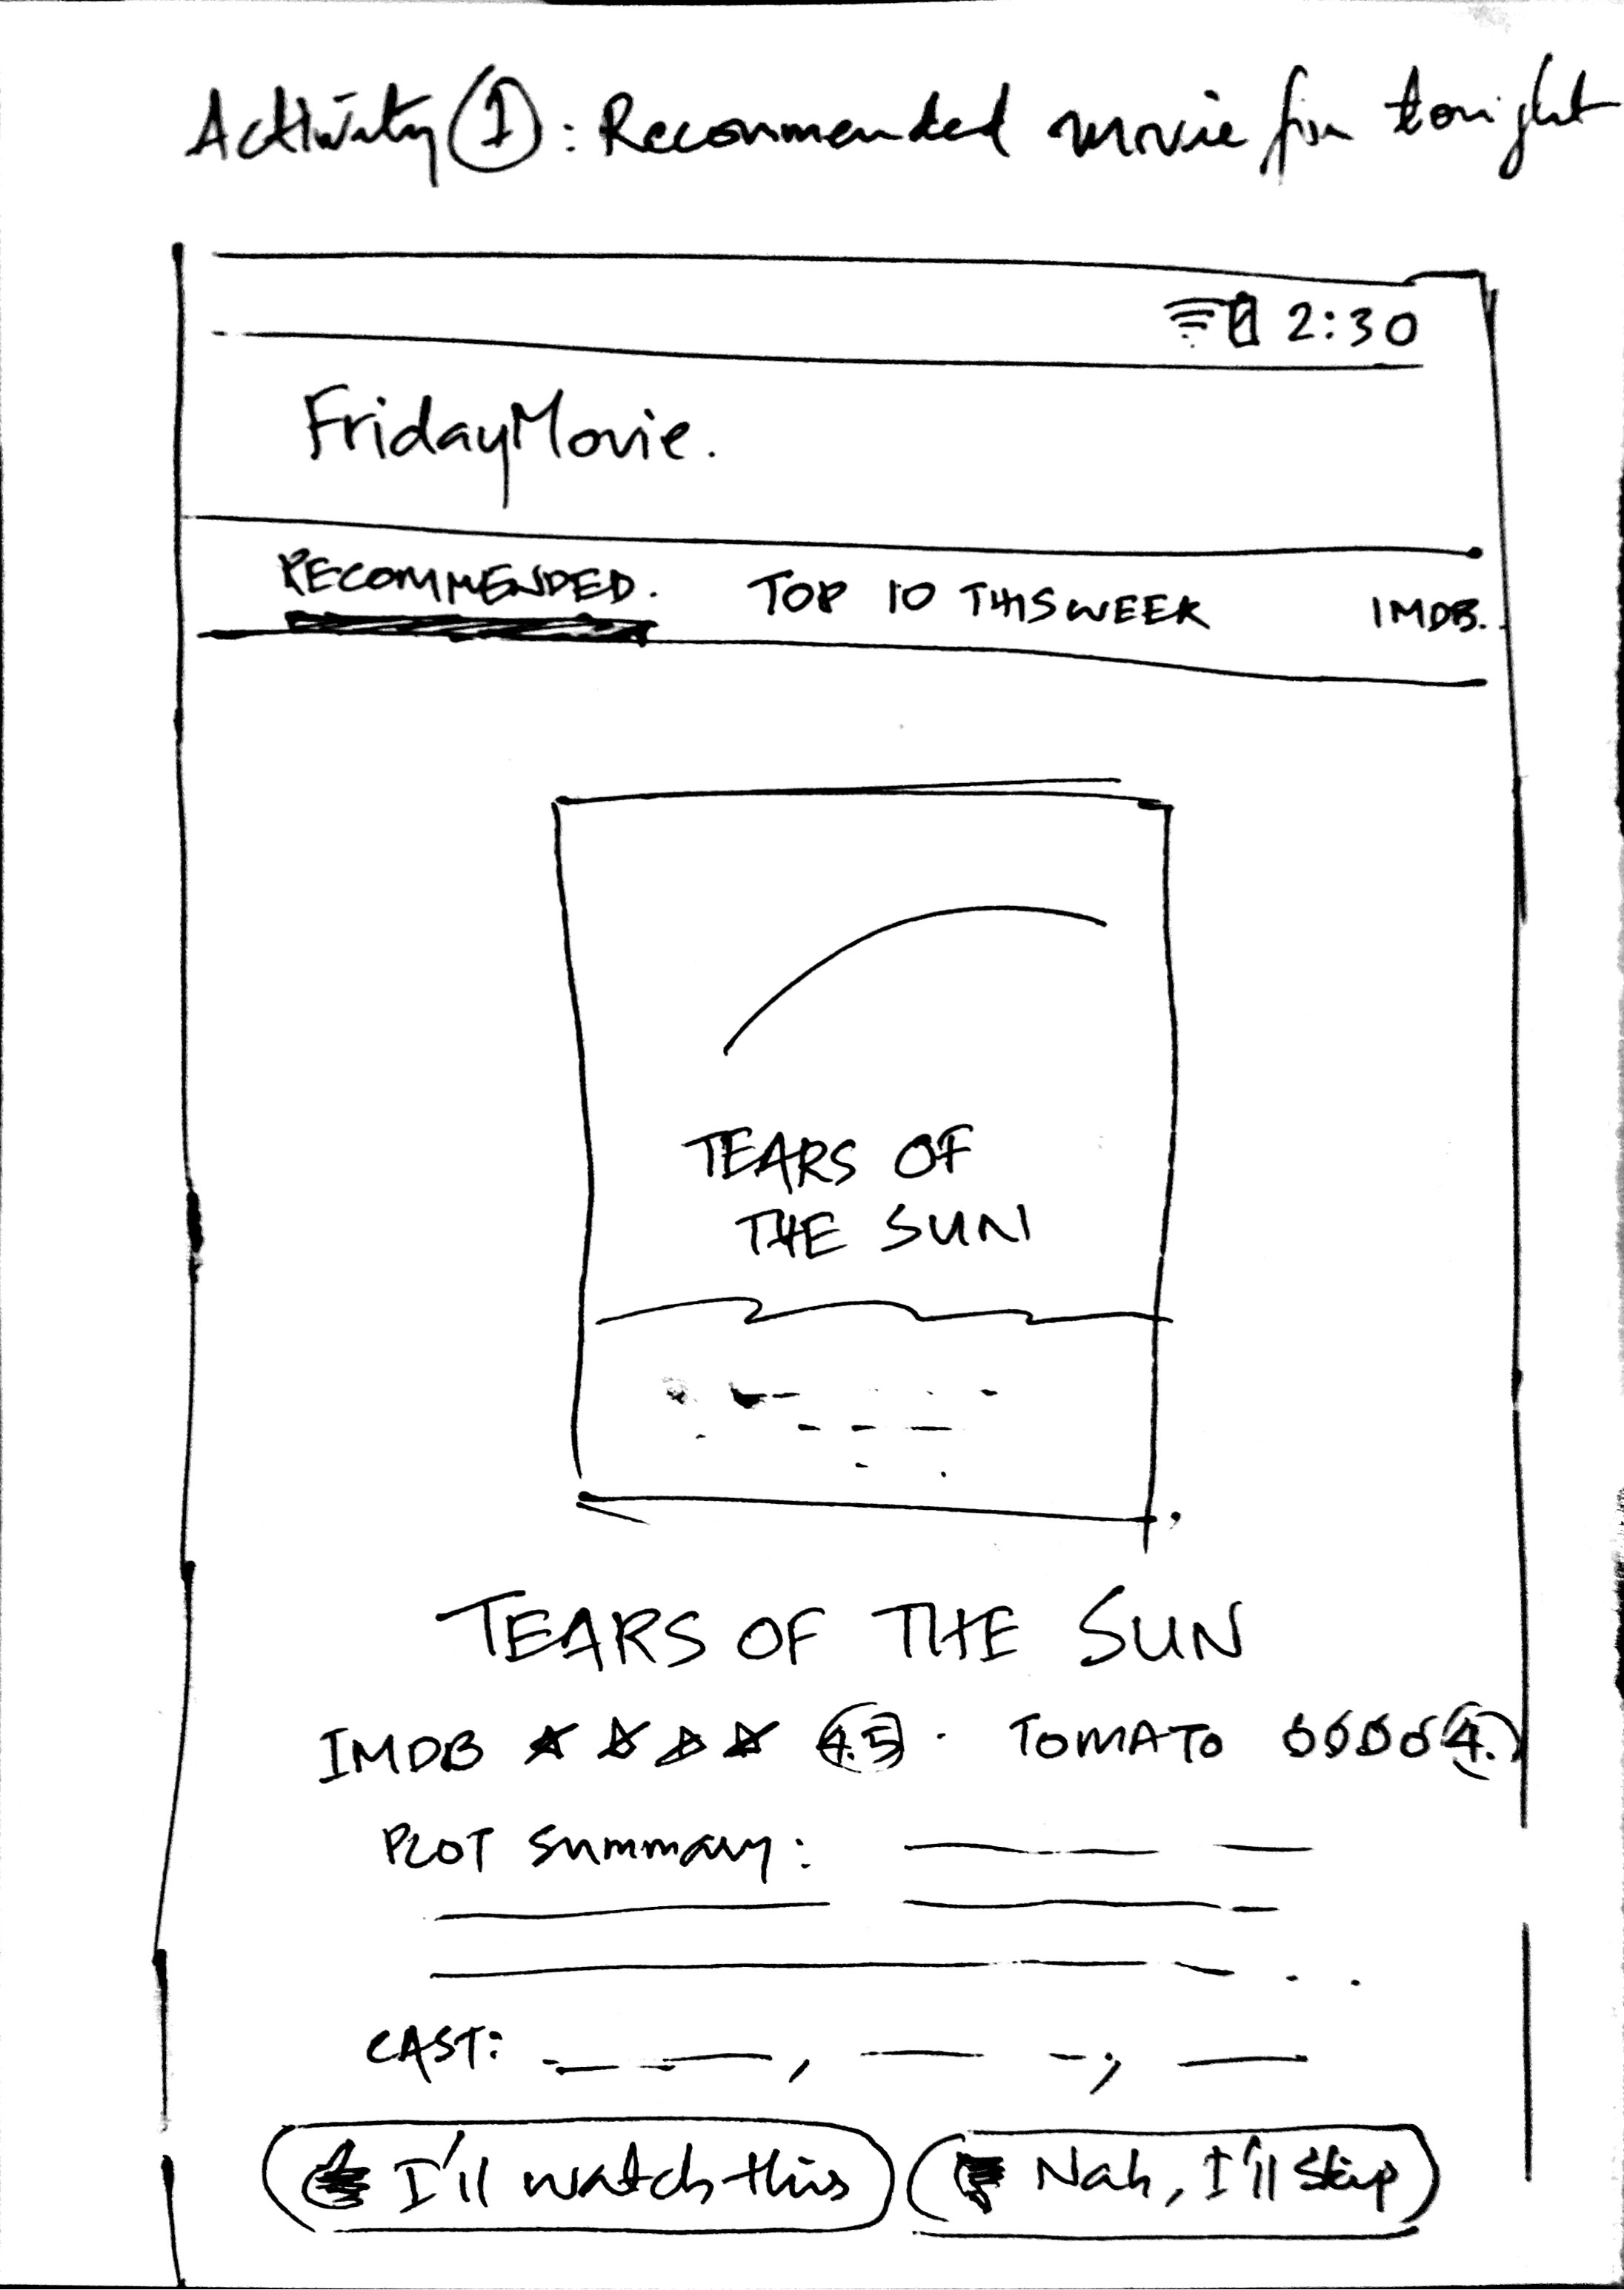 Activity 1: Recommended movie for tonight
2:30
FridayMovie.
RECOMMENDED. TOP 10 THIS WEEK IMDB..
TEARS OF
THE SUN
TEARS OF THE SUN
IMDB 4.5 . TOMATO 4.
PLOT Summary:
CAST:
I'll watch this Nah, I'll Skip